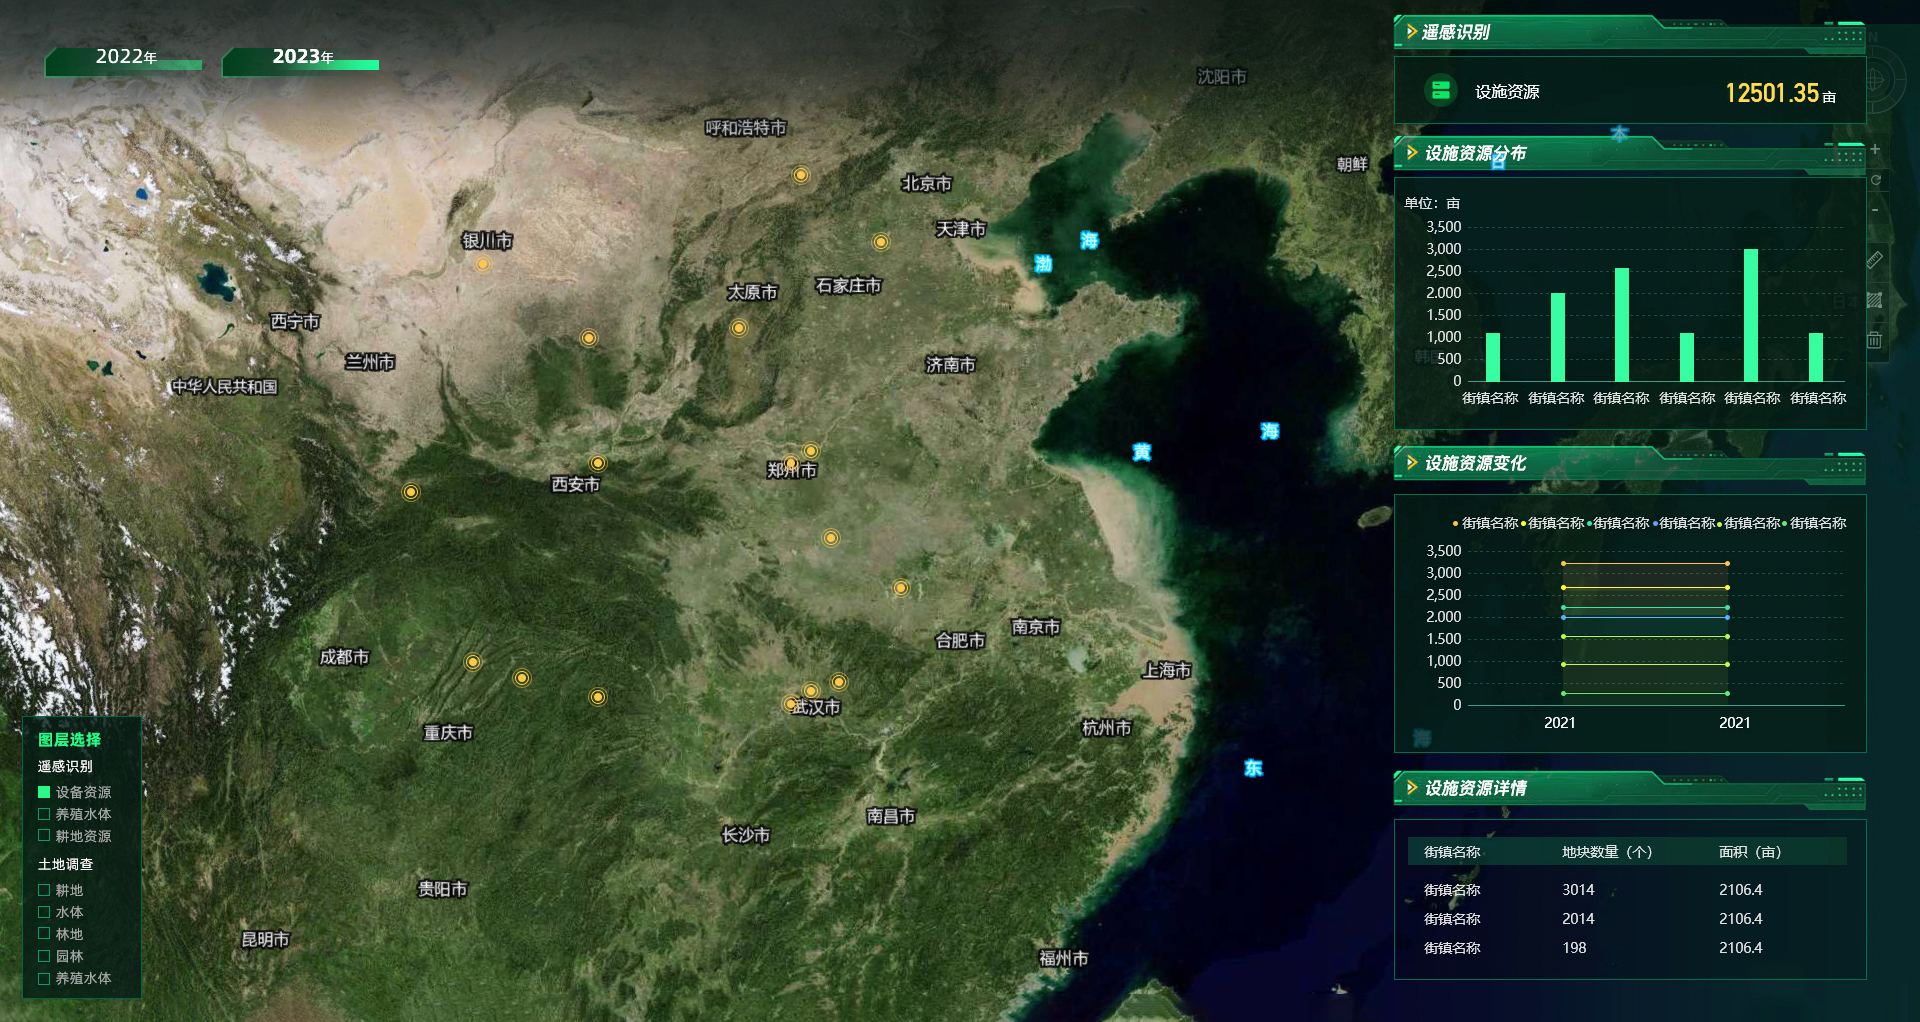 2022年
2023年
沈阳市
呼和浩特市
朝鲜
北京市
天津市
银川市
海
渤
石家庄市
太原市
西宁市
兰州市
济南市
中华人民共和国
海
黄
郑州市
西安市
南京市
合肥市
成都市
上海市
武汉市
杭州市
重庆市
东
南昌市
长沙市
贵阳市
昆明市
福州市
图层选择
遥感识别
设备资源
养殖水体
耕地资源
土地调查
耕地
水体
林地
园林
养殖水体
遥感识别
设施资源
12501.35 亩
本
设施资源分布
日
单位：亩
3,500
3,000
2,500
2.000
1.500
1,000
500
0
街镇名称 街镇名称 街镇名称 街镇名称 街镇名称 街镇名称
日本
韩
设施资源变化
街镇名称 街镇名称 街镇名称 街镇名称 街镇名称 街镇名称
3,500
3,000
2,500
2.000
1.500
1,000
500
0
2021 2021
海
设施资源详情
街镇名称 地块数量（个） 面积（亩）
街镇名称 3014 2106.4
街镇名称 2014 2106.4
街镇名称 198 2106.4